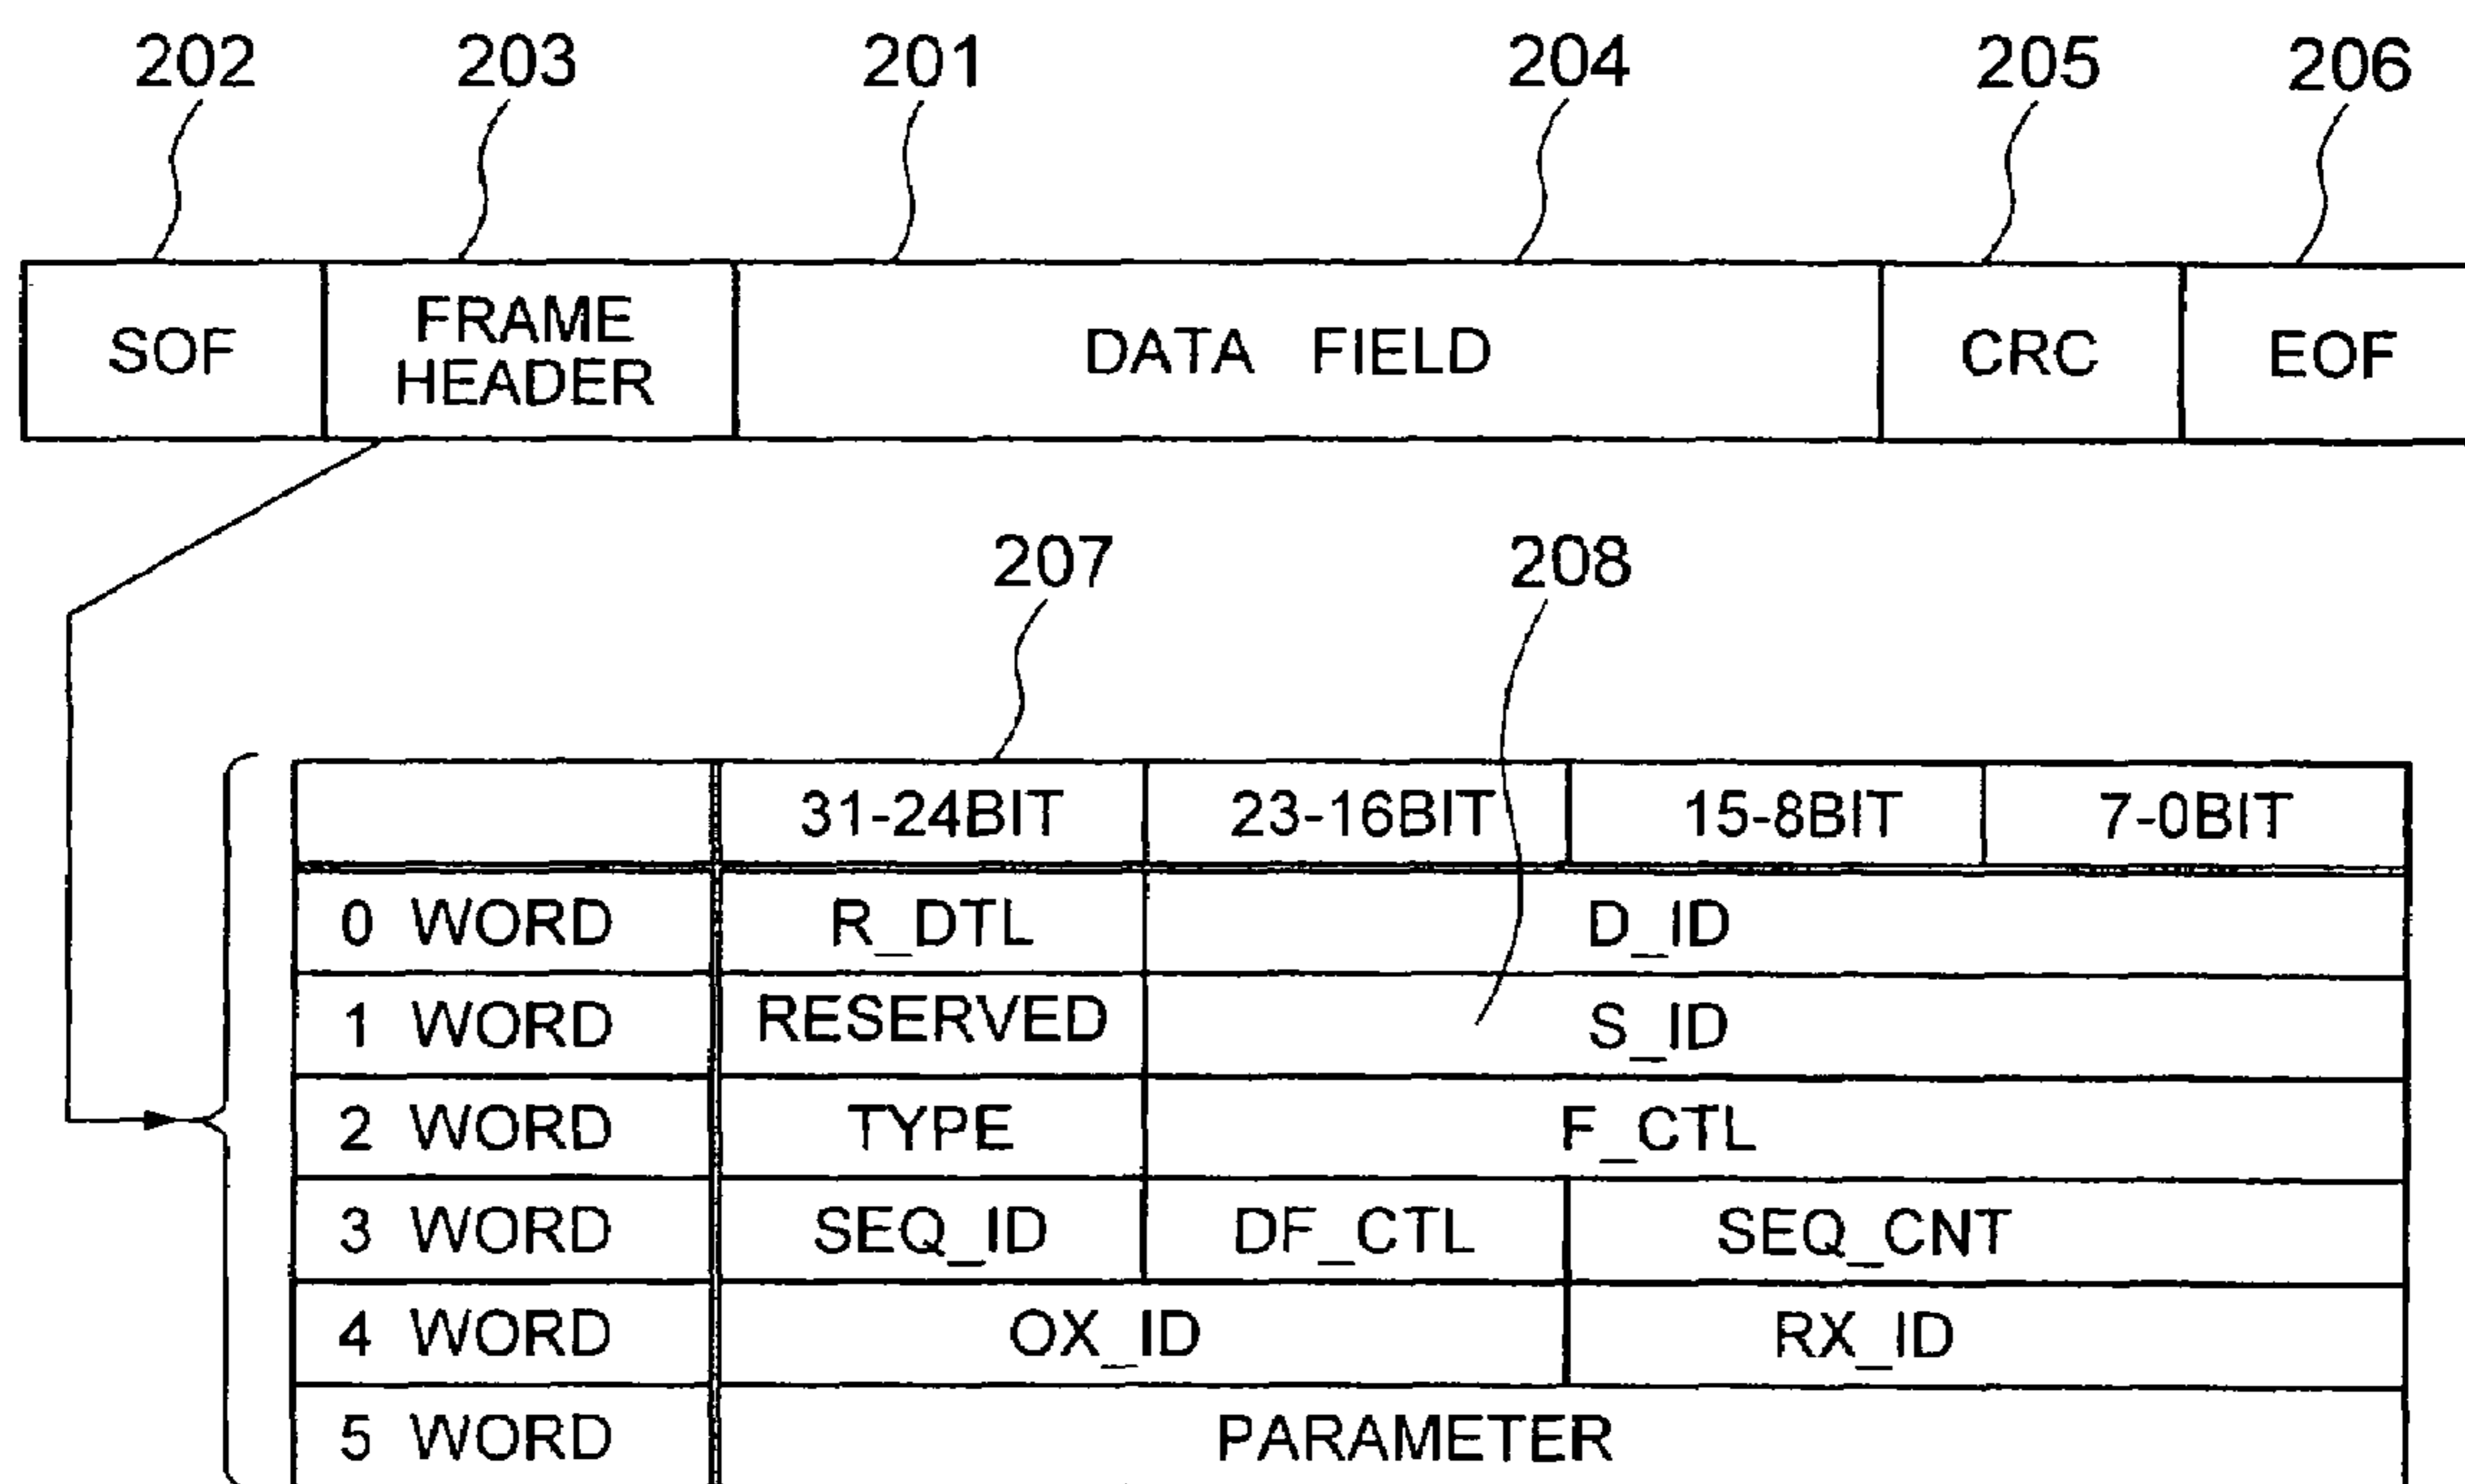 202 203 201 204 205 206
SOF FRAME HEADER DATA FIELD CRC EOF
207 208
31-24BIT 23-16BIT 15-8BIT 7-0BIT
0 WORD R_DTL D_ID
1 WORD RESERVED S_ID
2 WORD TYPE F_CTL
3 WORD SEQ_ID DF_CTL SEQ_CNT
4 WORD OX_ID RX_ID
5 WORD PARAMETER